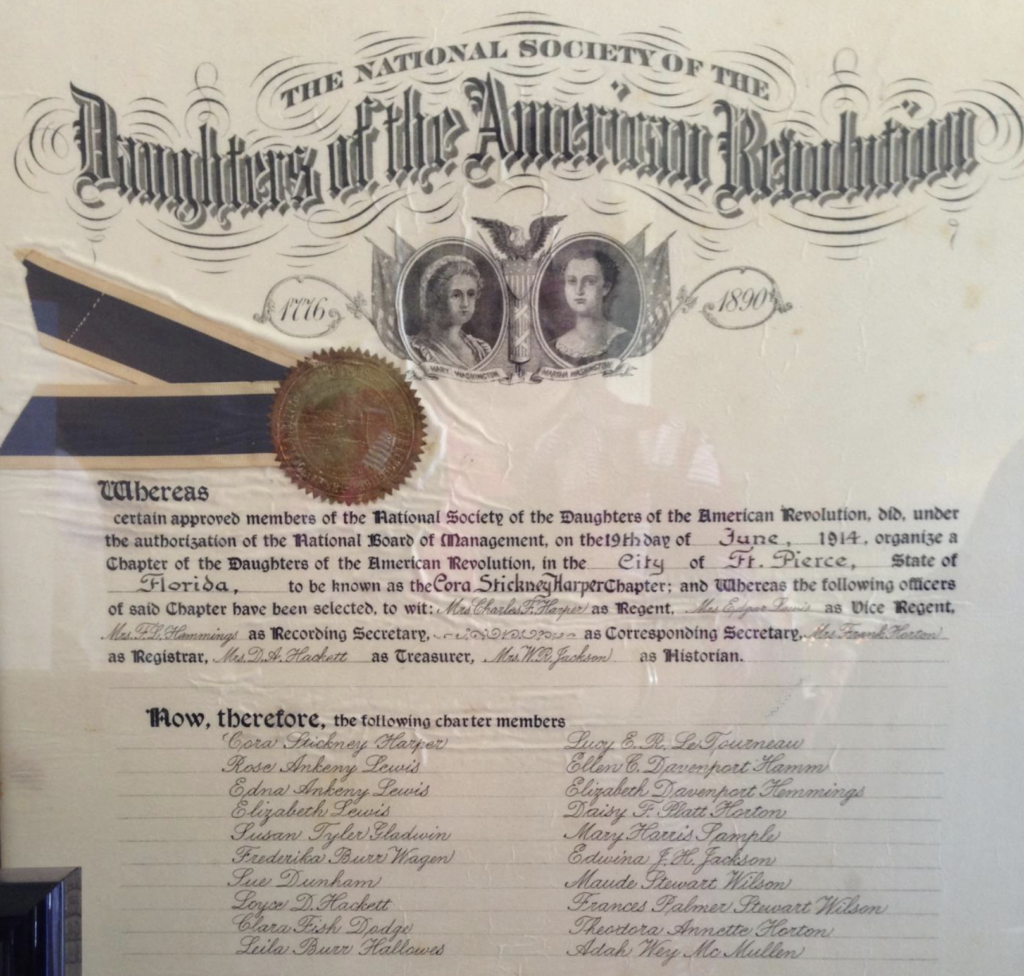 THE NATIONAL SOCIETY OF THE
Daughters of the American Revolution
1776
1890
MARY WASHINGTON
MARTHA WASHINGTON
Whereas
certain approved members of the National Society of the Daughters of the American Revolution, did, under
the authorization of the National Board of Management, on the 19th day of June, 1914. organize a
Chapter of the Daughters of the American Revolution, in the City of Ft. Pierce, State of
Florida, to be known as the Cora Stickney Harper Chapter; and Whereas the following officers
of said Chapter have been selected, to wit: Mrs Charles F. Harper as Regent, Mrs Edgar Lewis as Vice Regent,
Mrs. F. L. Hammings as Recording Secretary, as Corresponding Secretary, Mrs Frank Horton
as Registrar, Mrs. D. A. Hackett as Treasurer, Mrs. W. R. Jackson as Historian.
Now, therefore, the following charter members
Cora Stickney Harper Lucy E. R. LeTourneau
Rose Ankeny Lewis Ellen C. Davenport Hamm
Edna Ankeny Lewis Elizabeth Davenport Hemmings
Elizabeth Lewis Daisy F. Platt Horton
Susan Tyler Gladwin Mary Harris Sample
Frederika Burr Wagen Edwina J. H. Jackson
Sue Dunham Maude Stewart Wilson
Loyce D. Hackett Frances Palmer Stewart Wilson
Clara Fish Dodge Theodora Annette Horton
Leila Burr Hallowes Adah Wey Mc Mullen